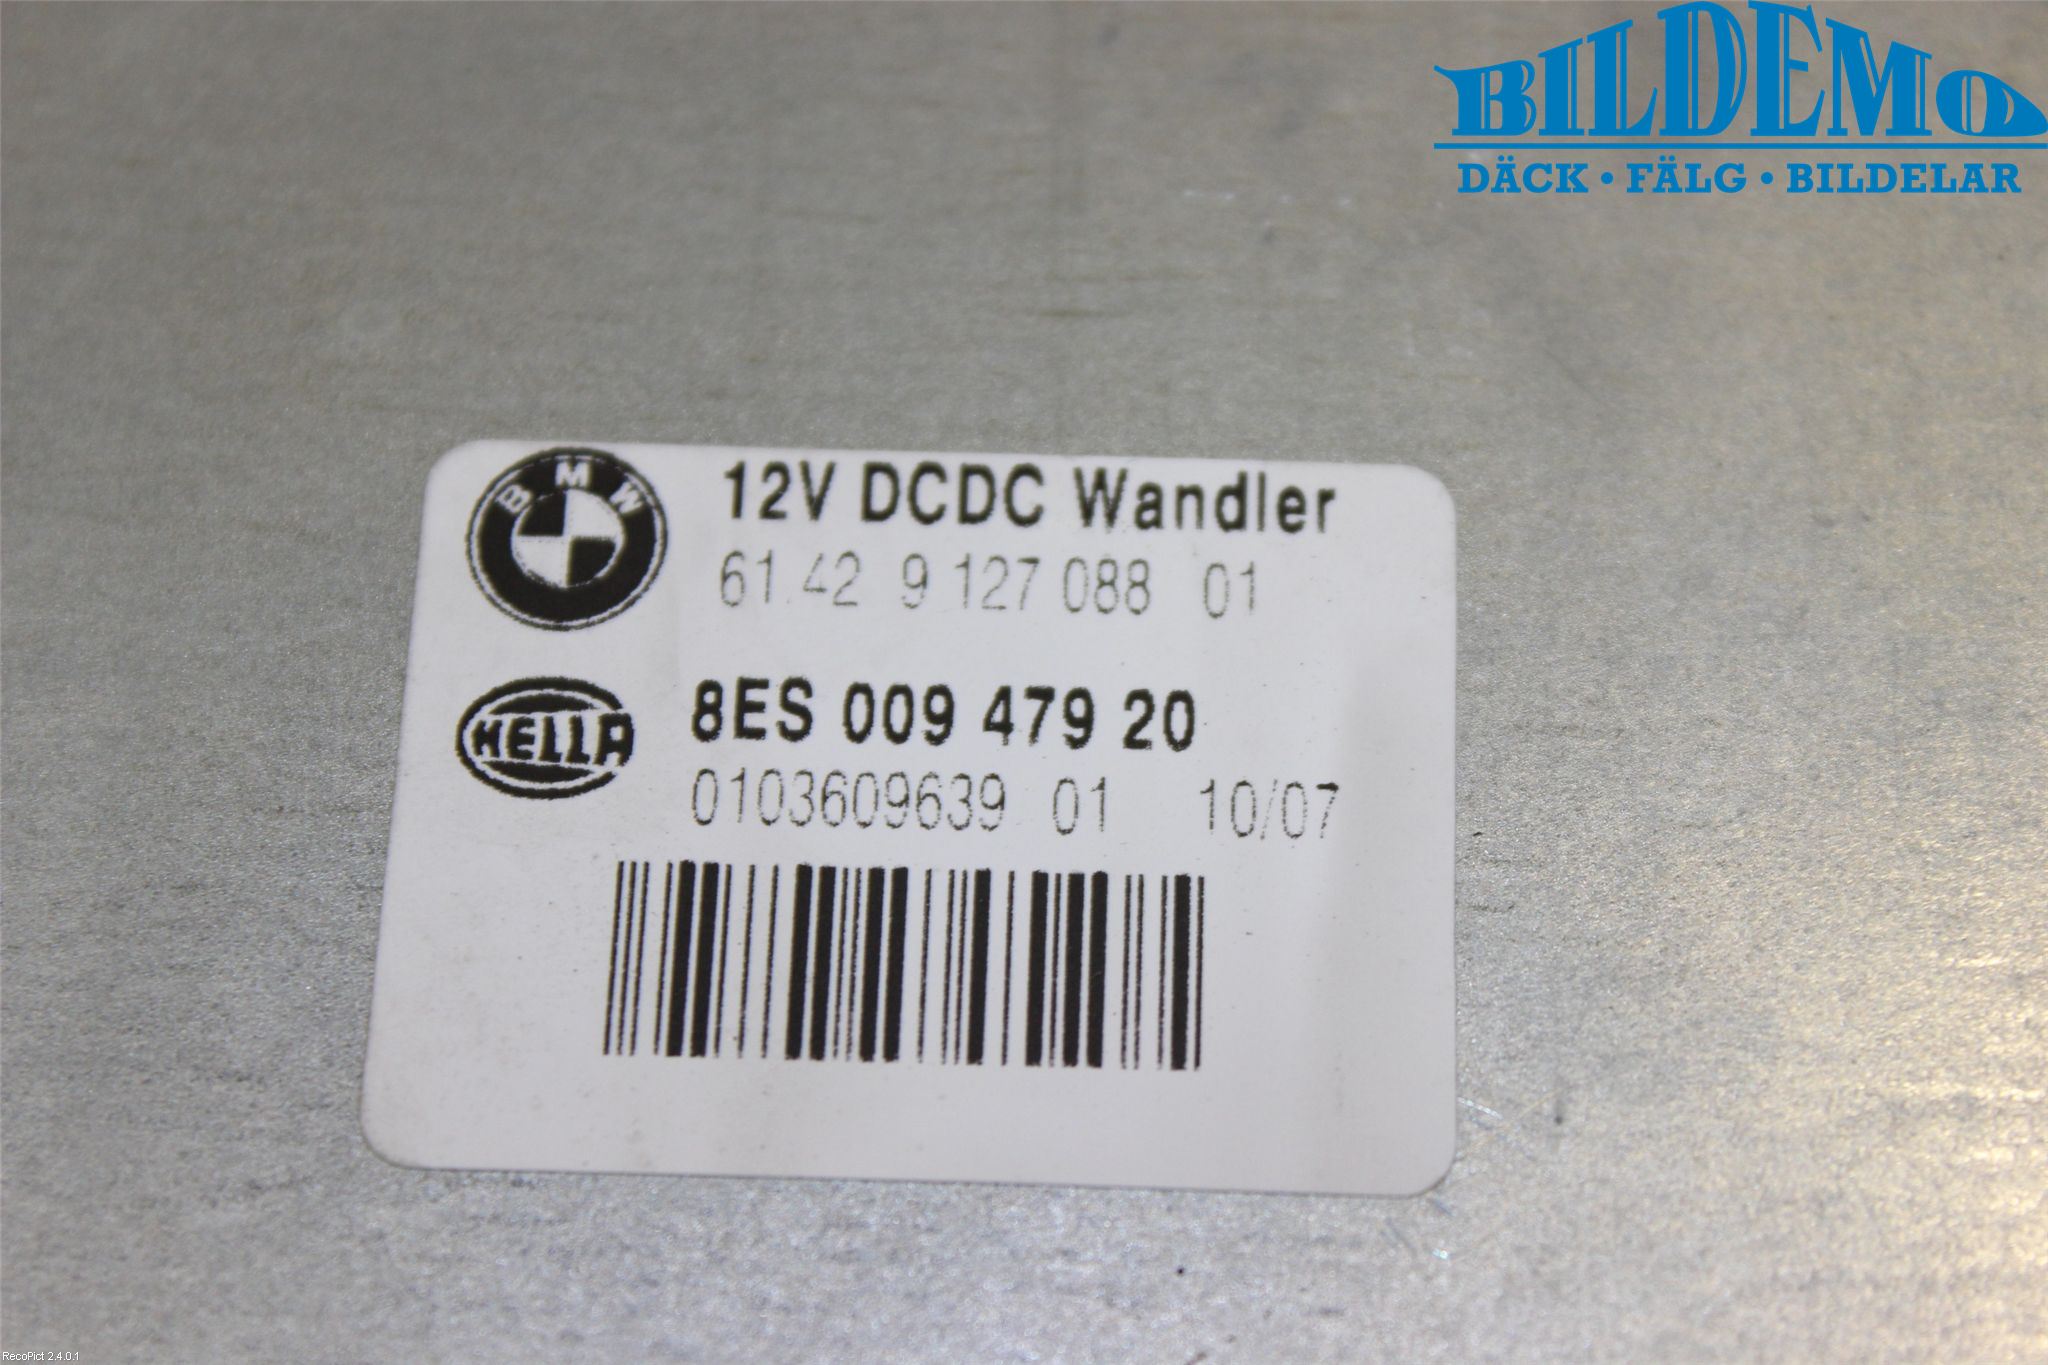 BILDEMO
DÄCK • FÄLG • BILDELAR
BMW
12V DCDC Wandler
61.42 9 127 088 01
HELLA
8ES 009 479 20
0103609639 01 10/07
RecoPict 2.4.0.1